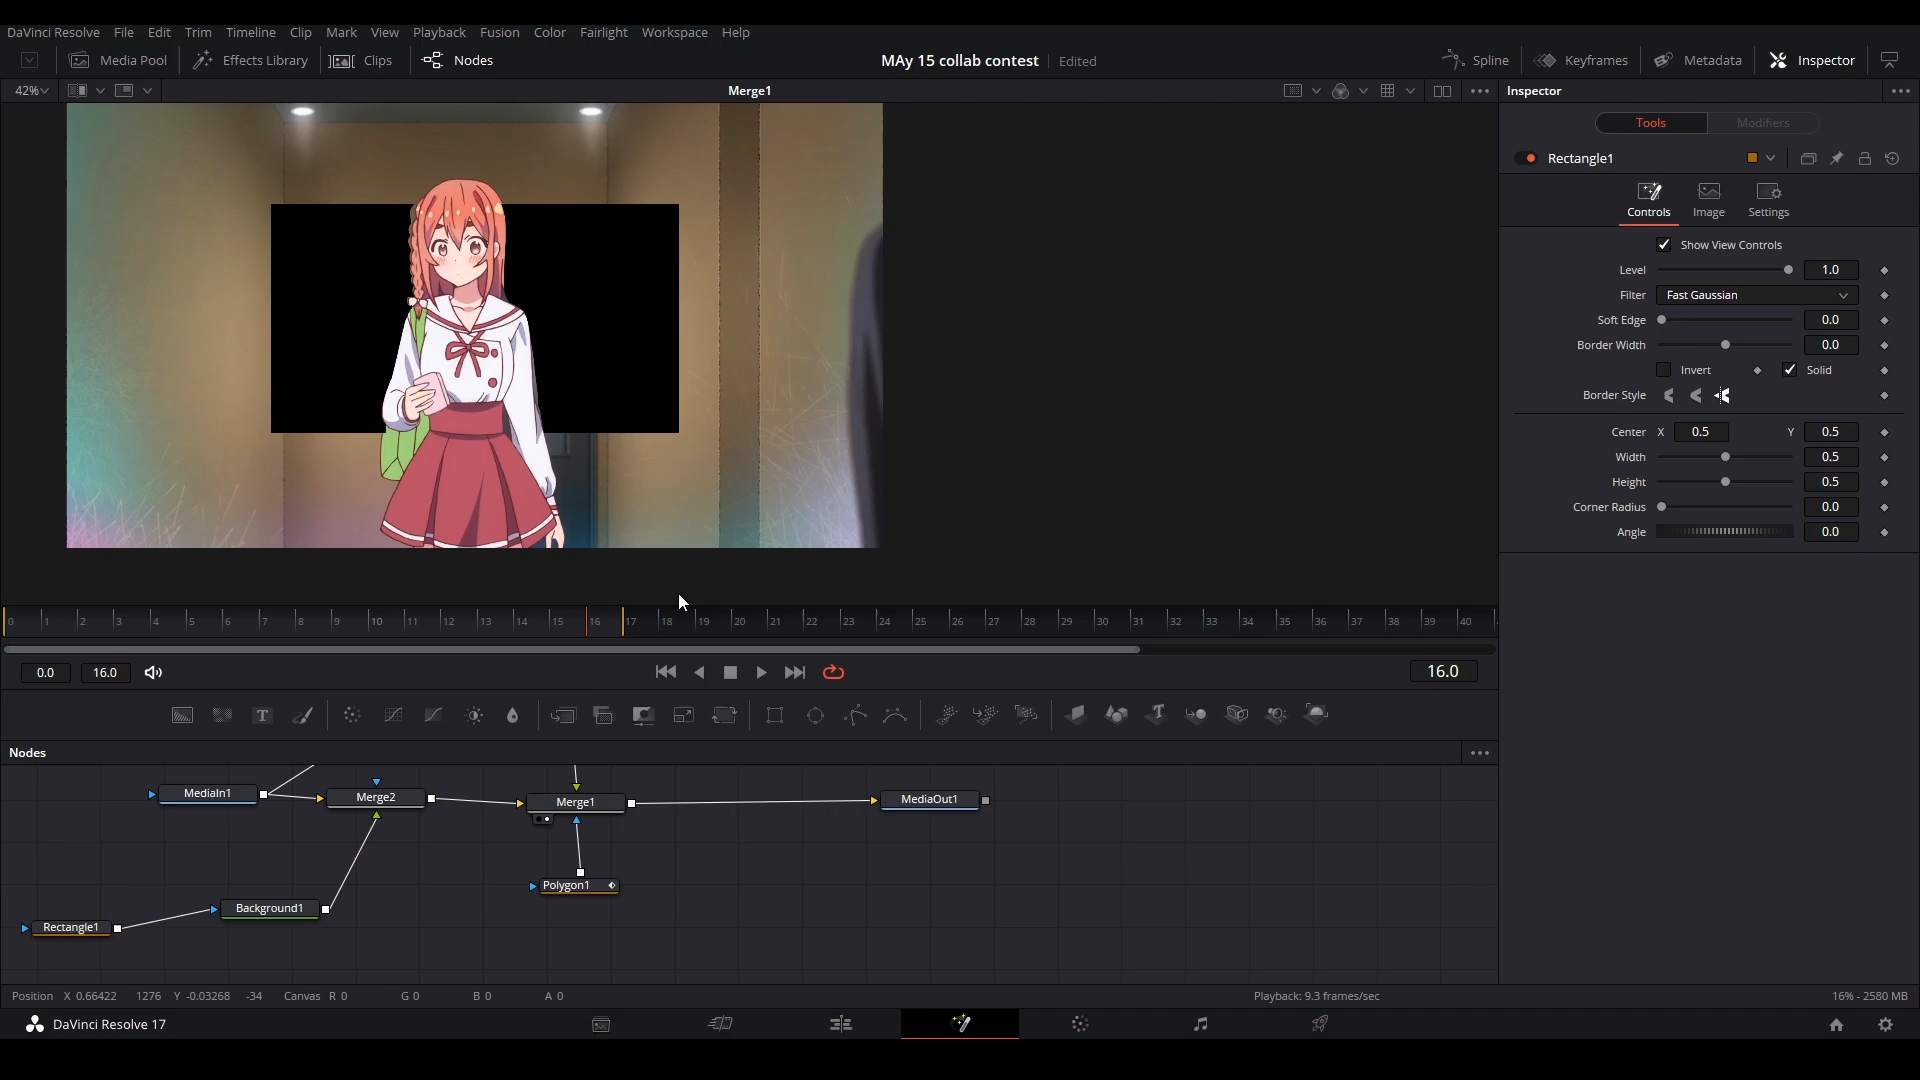 DaVinci Resolve File Edit Trim Timeline Clip Mark View Playback Fusion Color Fairlight Workspace Help
Media Pool Effects Library Clips Nodes MAy 15 collab contest Edited Spline Keyframes Metadata Inspector
42% Merge1 Inspector
Tools Modifiers
Rectangle1
Controls Image Settings
Show View Controls
Level 1.0
Filter Fast Gaussian
Soft Edge 0.0
Border Width 0.0
Invert Solid
Border Style
Center X 0.5 Y 0.5
Width 0.5
Height 0.5
Corner Radius 0.0
Angle 0.0
0 1 2 3 4 5 6 7 8 9 10 11 12 13 14 15 16 17 18 19 20 21 22 23 24 25 26 27 28 29 30 31 32 33 34 35 36 37 38 39 40
0.0 16.0 16.0
T T
Nodes
MediaIn1 Merge2 Merge1 MediaOut1
Polygon1
Background1
Rectangle1
Position X 0.66422 1276 Y -0.03268 -34 Canvas R 0 G 0 B 0 A 0 Playback: 9.3 frames/sec 16% - 2580 MB
DaVinci Resolve 17